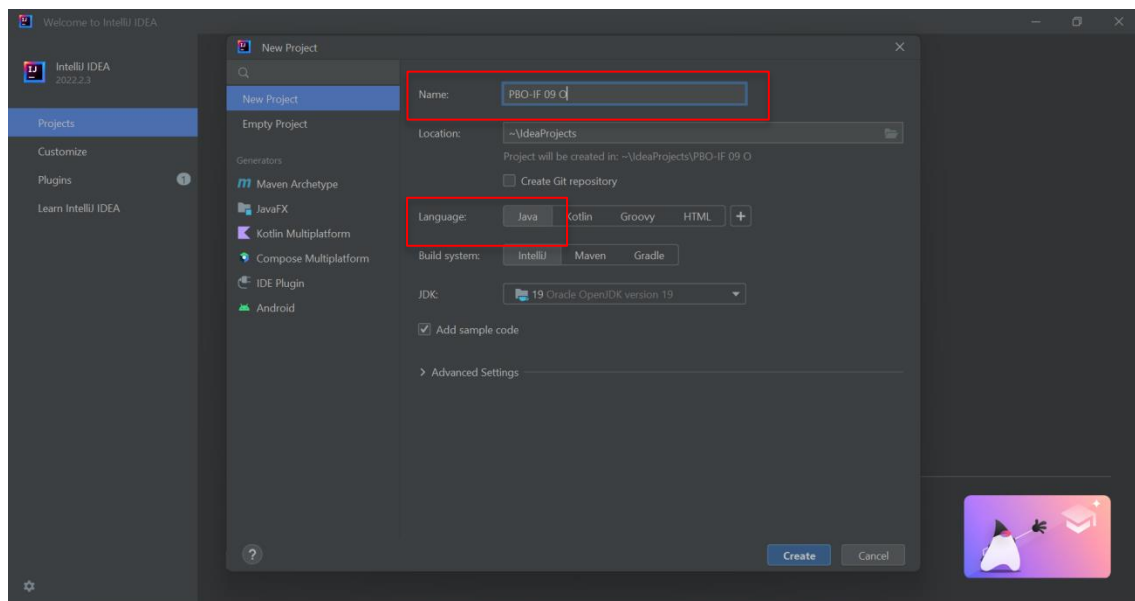 Welcome to IntelliJ IDEA
IntelliJ IDEA
2022.2.3
Projects
Customize
Plugins
1
Learn IntelliJ IDEA
New Project
New Project
Empty Project
Generators
Maven Archetype
JavaFX
Kotlin Multiplatform
Compose Multiplatform
IDE Plugin
Android
Name: PBO-IF 09 O
Location: ~\IdeaProjects
Project will be created in: ~\IdeaProjects\PBO-IF 09 O
Create Git repository
Language: Java Kotlin Groovy HTML +
Build system: IntelliJ Maven Gradle
JDK: 19 Oracle OpenJDK version 19
Add sample code
> Advanced Settings
? Create Cancel